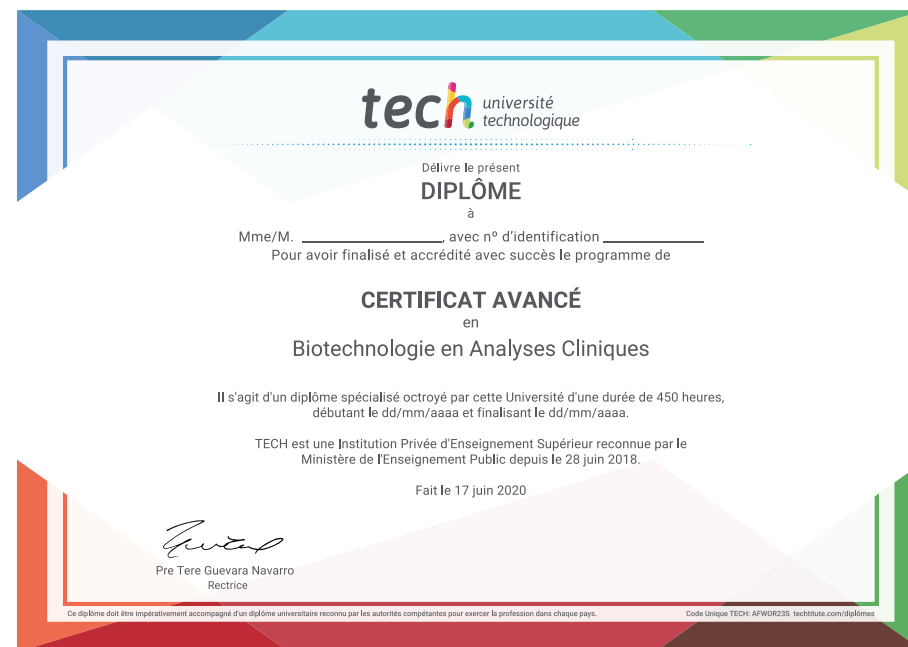 tech université
technologique
Délivre le présent
DIPLÔME
à
Mme/M. ____________________, avec nº d'identification ______________
Pour avoir finalisé et accrédité avec succès le programme de
CERTIFICAT AVANCÉ
en
Biotechnologie en Analyses Cliniques
Il s'agit d'un diplôme spécialisé octroyé par cette Université d'une durée de 450 heures,
débutant le dd/mm/aaaa et finalisant le dd/mm/aaaa.
TECH est une Institution Privée d'Enseignement Supérieur reconnue par le
Ministère de l'Enseignement Public depuis le 28 juin 2018.
Fait le 17 juin 2020
Pre Tere Guevara Navarro
Rectrice
Ce diplôme doit être impérativement accompagné d'un diplôme universitaire reconnu par les autorités compétantes pour exercer la profession dans chaque pays. Code Unique TECH: AFWOR23S techtitute.com/diplômes